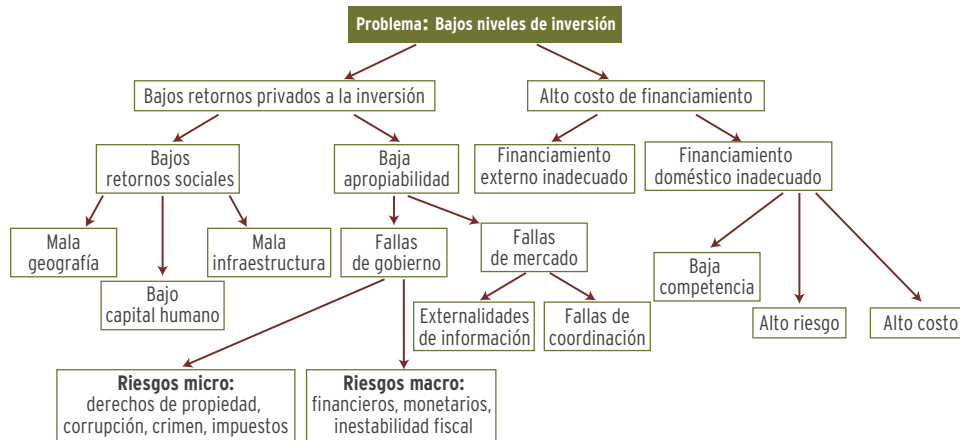 Problema: Bajos niveles de inversión
Bajos retornos privados a la inversión
Alto costo de financiamiento
Bajos
retornos sociales
Baja
apropiabilidad
Financiamiento
externo inadecuado
Financiamiento
doméstico inadecuado
Mala
geografía
Bajo
capital humano
Mala
infraestructura
Fallas
de gobierno
Fallas
de mercado
Baja
competencia
Alto riesgo
Alto costo
Externalidades
de información
Fallas de
coordinación
Riesgos micro:
derechos de propiedad,
corrupción, crimen, impuestos
Riesgos macro:
financieros, monetarios,
inestabilidad fiscal